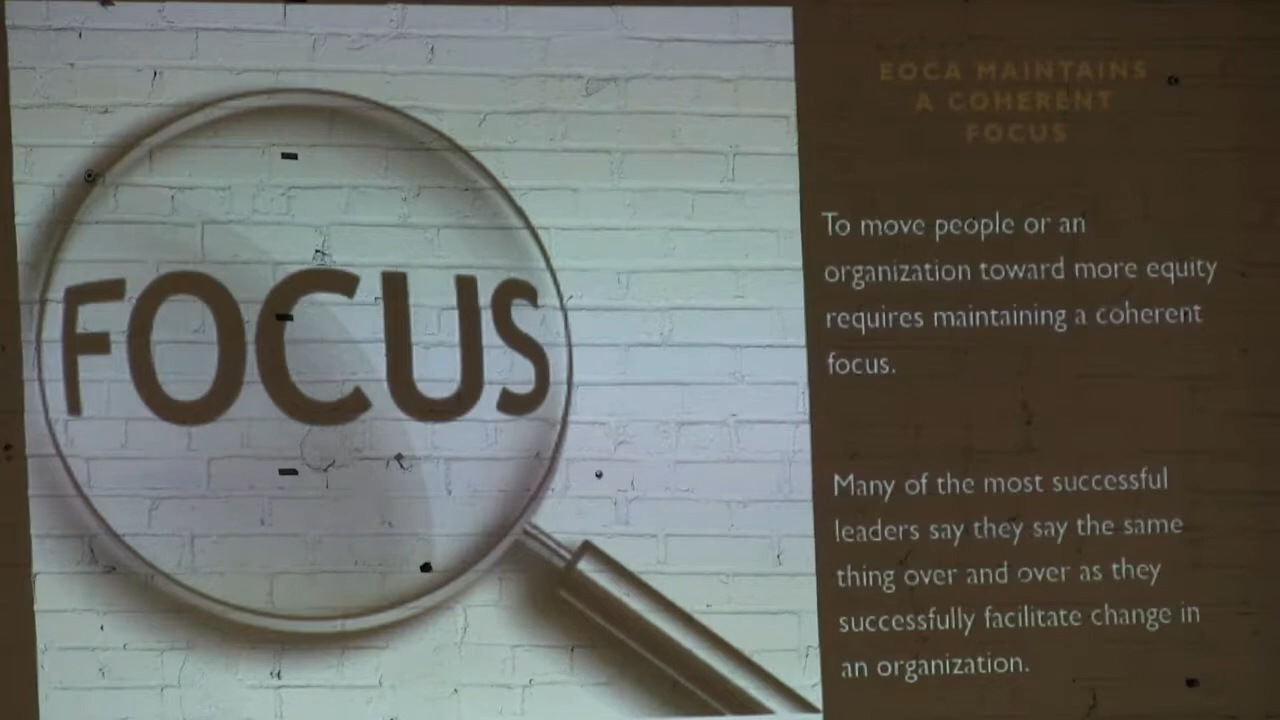 FOCUS
EOCA MAINTAINS
A COHERENT
FOCUS
To move people or an
organization toward more equity
requires maintaining a coherent
focus.
Many of the most successful
leaders say they say the same
thing over and over as they
successfully facilitate change in
an organization.